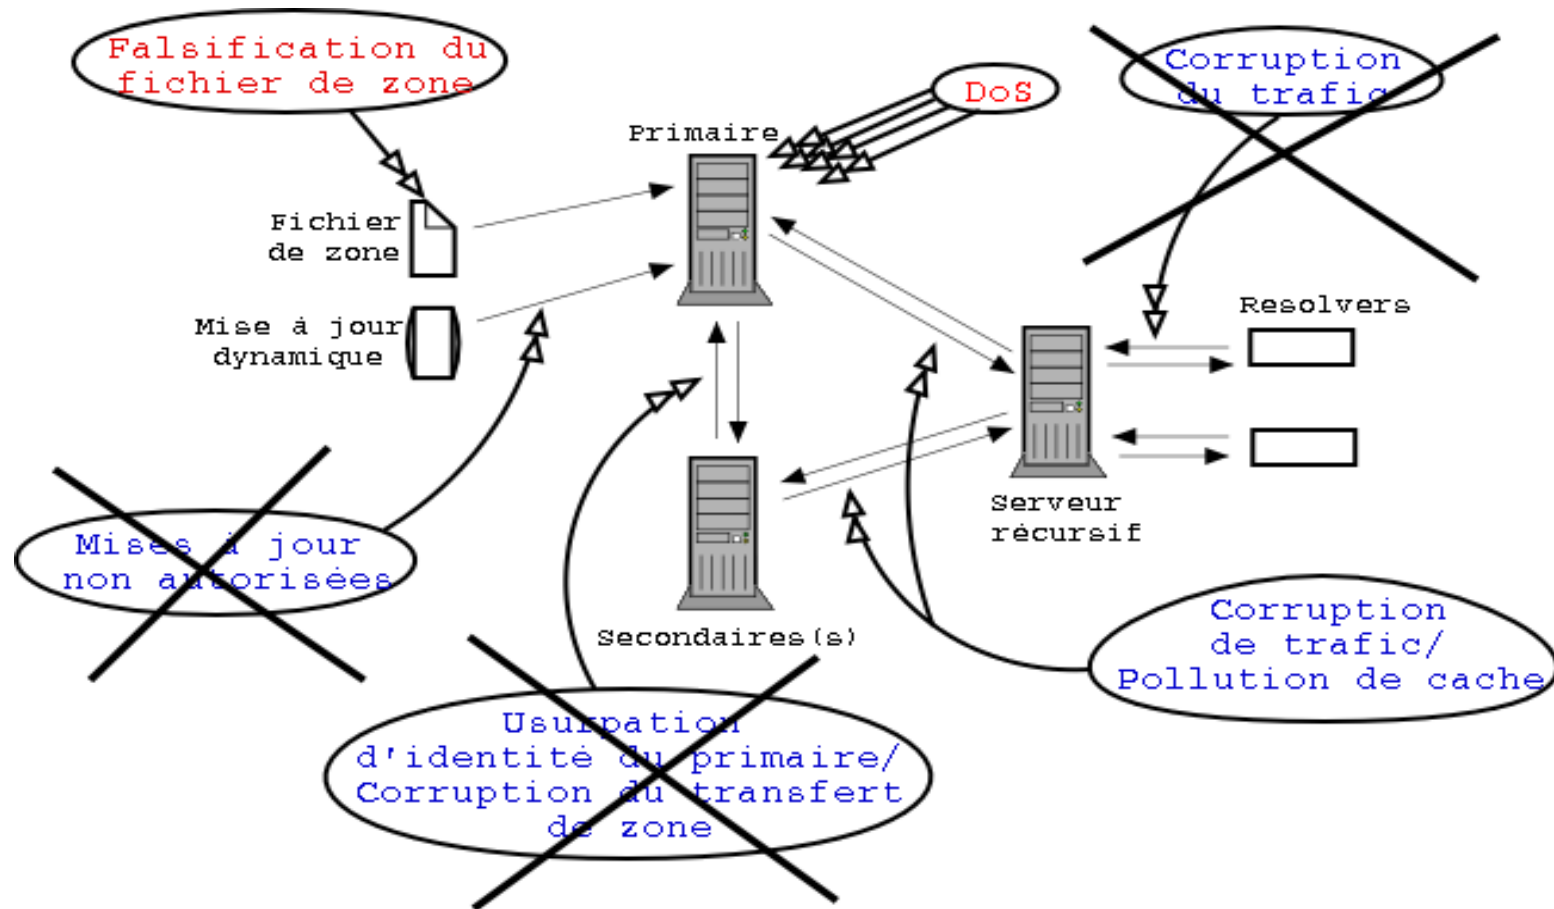 Falsification du
fichier de zone
DoS
Corruption
du trafic
Primaire
Fichier
de zone
Mise à jour
dynamique
Resolvers
Serveur
récursif
Mises à jour
non autorisées
Secondaires(s)
Corruption
de trafic/
Pollution de cache
Usurpation
d'identité du primaire/
Corruption du transfert
de zone